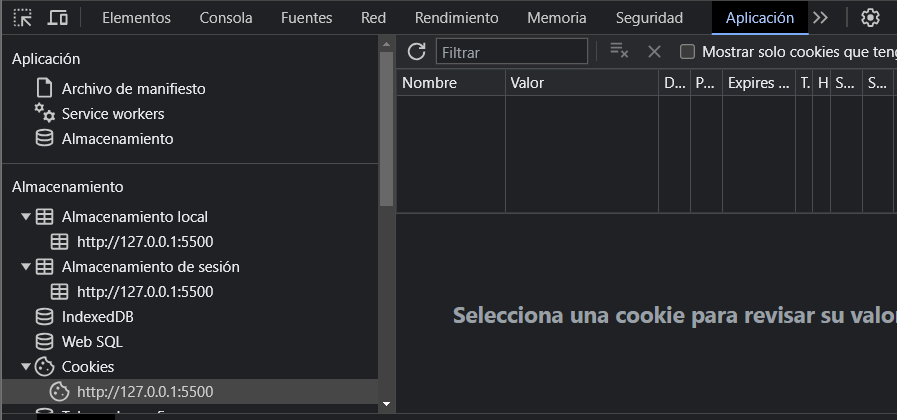 Elementos Consola Fuentes Red Rendimiento Memoria Seguridad Aplicación
Aplicación
Archivo de manifiesto
Service workers
Almacenamiento
Almacenamiento
Almacenamiento local
http://127.0.0.1:5500
Almacenamiento de sesión
http://127.0.0.1:5500
IndexedDB
Web SQL
Cookies
http://127.0.0.1:5500
Filtrar Mostrar solo cookies que teng
Nombre Valor D... P... Expires ... T. H S... S...
Selecciona una cookie para revisar su valor